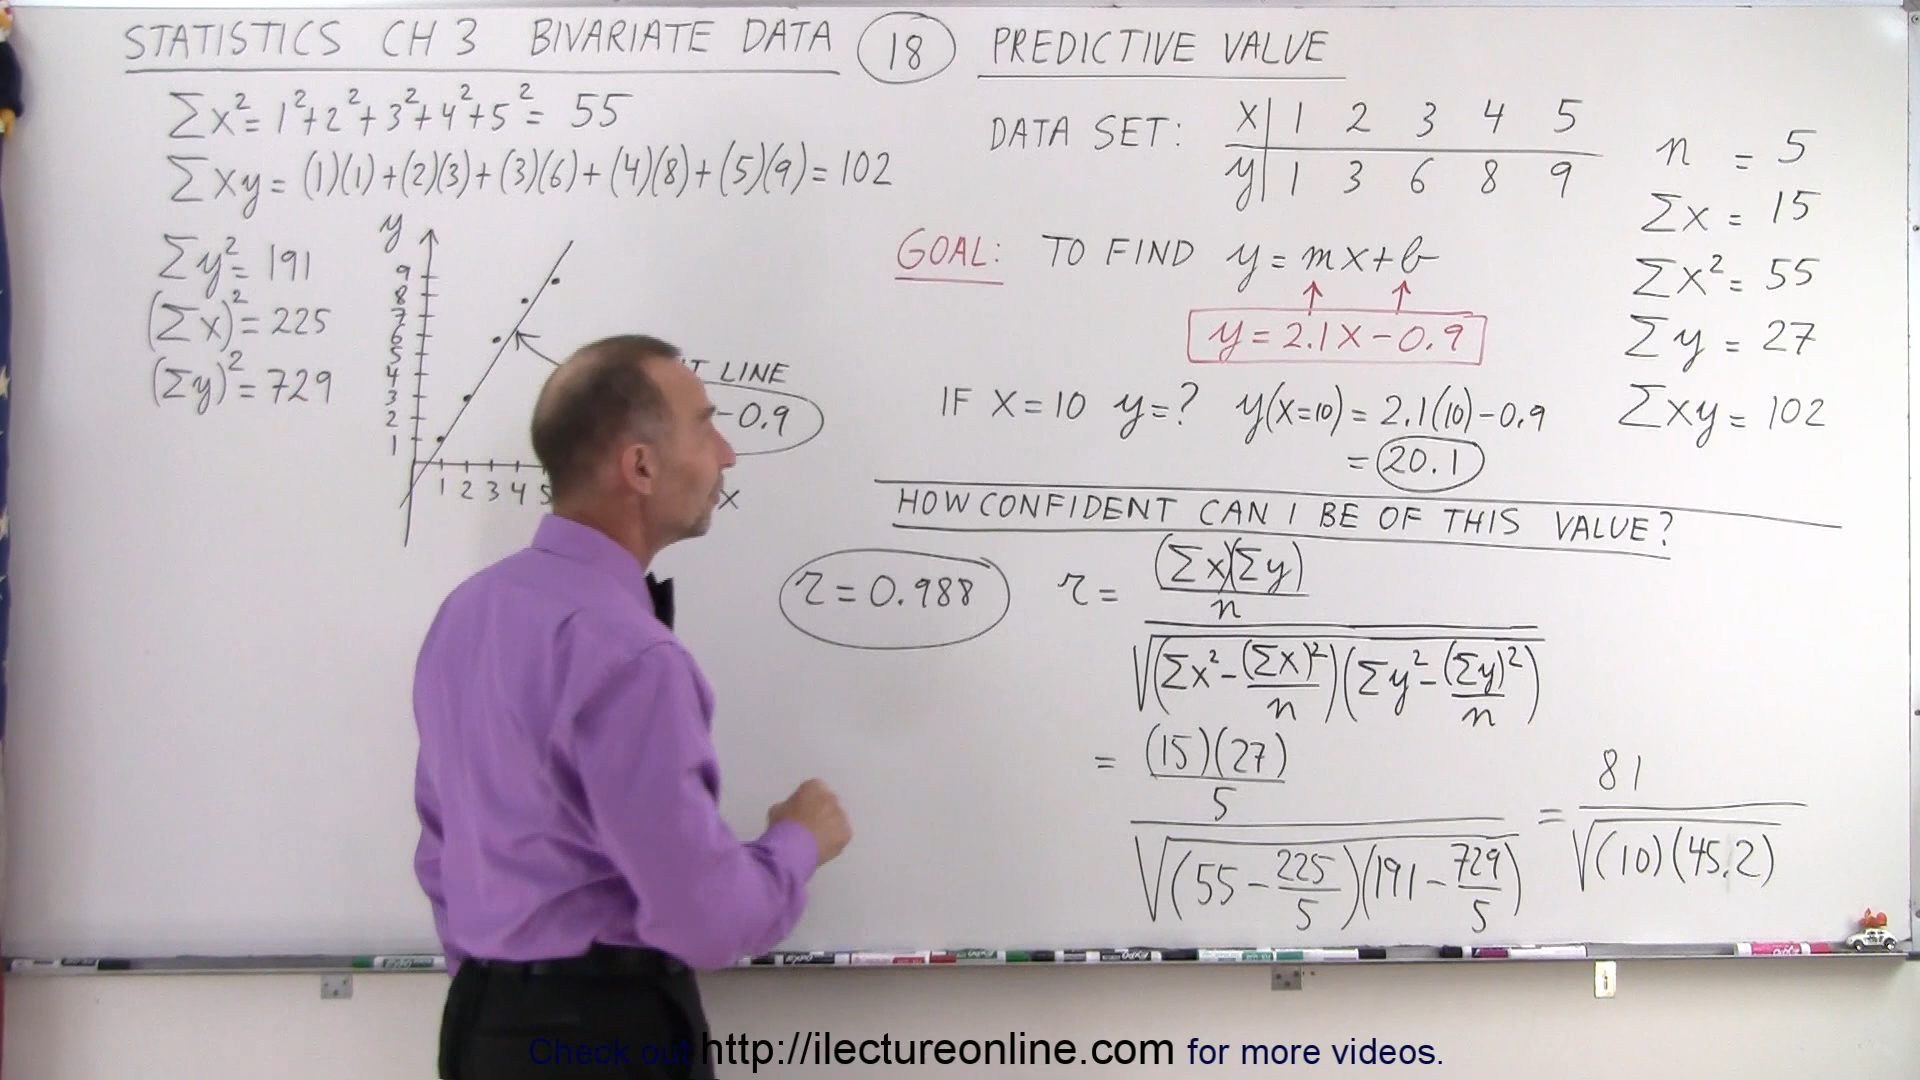 STATISTICS CH 3 BIVARIATE DATA 18 PREDICTIVE VALUE
Σx² = 1²+2²+3²+4²+5² = 55
Σxy = (1)(1)+(2)(3)+(3)(6)+(4)(8)+(5)(9) = 102
Σy² = 191
(Σx)² = 225
(Σy)² = 729
y
9
8
7
6
5
4
3
2
1
1 2 3 4 5
x
LINE
-0.9
DATA SET: x | 1 2 3 4 5
y | 1 3 6 8 9
n = 5
Σx = 15
Σx² = 55
Σy = 27
Σxy = 102
GOAL: TO FIND y = mx+b
y = 2.1x - 0.9
IF x = 10 y = ? y(x=10) = 2.1(10) - 0.9
= 20.1
HOW CONFIDENT CAN I BE OF THIS VALUE?
r = 0.988
r = ((Σx)(Σy)/n) / √((Σx² - (Σx)²/n)(Σy² - (Σy)²/n))
= ((15)(27)/5) / √((55 - 225/5)(191 - 729/5)) = 81 / √((10)(45.2))
Check out http://ilectureonline.com for more videos.